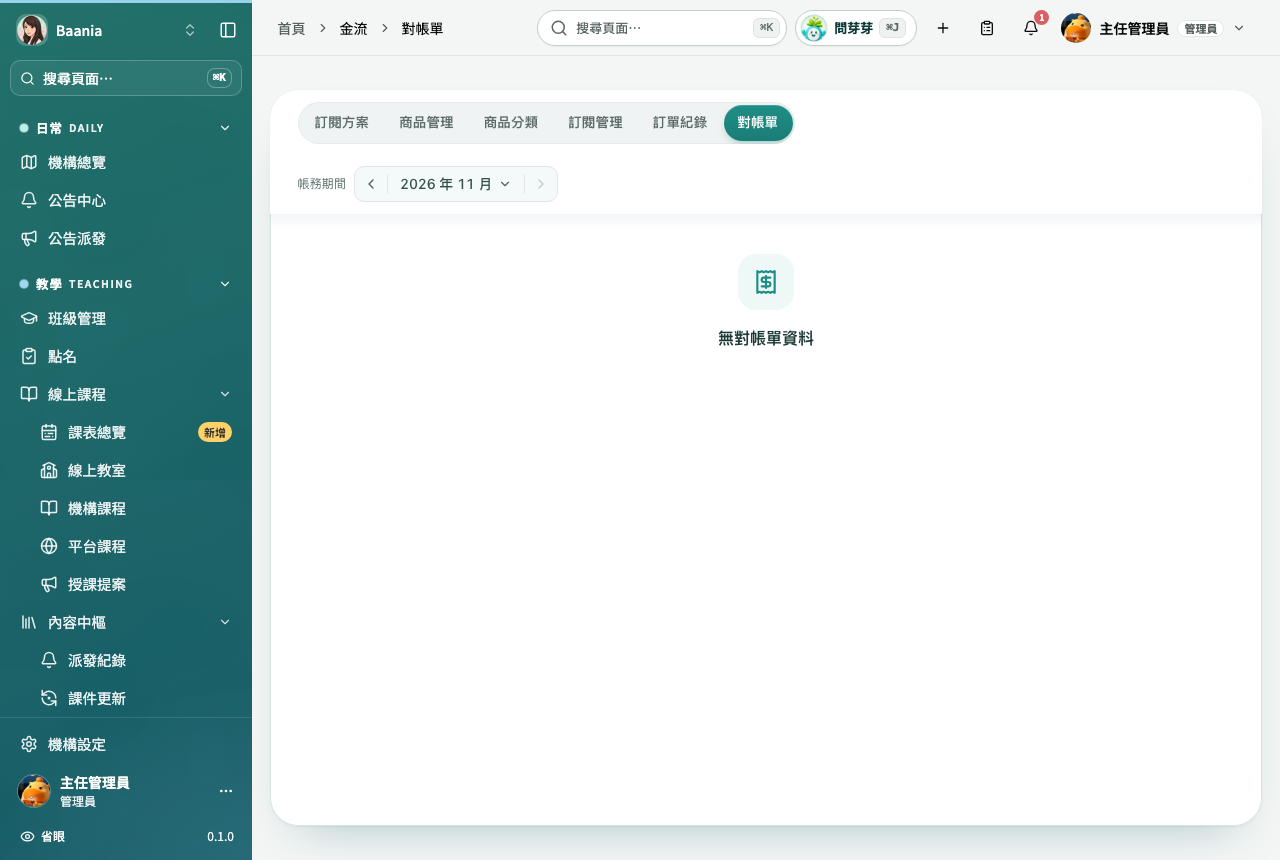 Baania
搜尋頁面… ⌘K
日常 DAILY
機構總覽
公告中心
公告派發
教學 TEACHING
班級管理
點名
線上課程
課表總覽 新增
線上教室
機構課程
平台課程
授課提案
內容中樞
派發紀錄
課件更新
機構設定
主任管理員
管理員
省眼 0.1.0
首頁 金流 對帳單
搜尋頁面… ⌘K
問芽芽 ⌘J
1
主任管理員 管理員
訂閱方案 商品管理 商品分類 訂閱管理 訂單紀錄 對帳單
帳務期間 2026 年 11 月
無對帳單資料